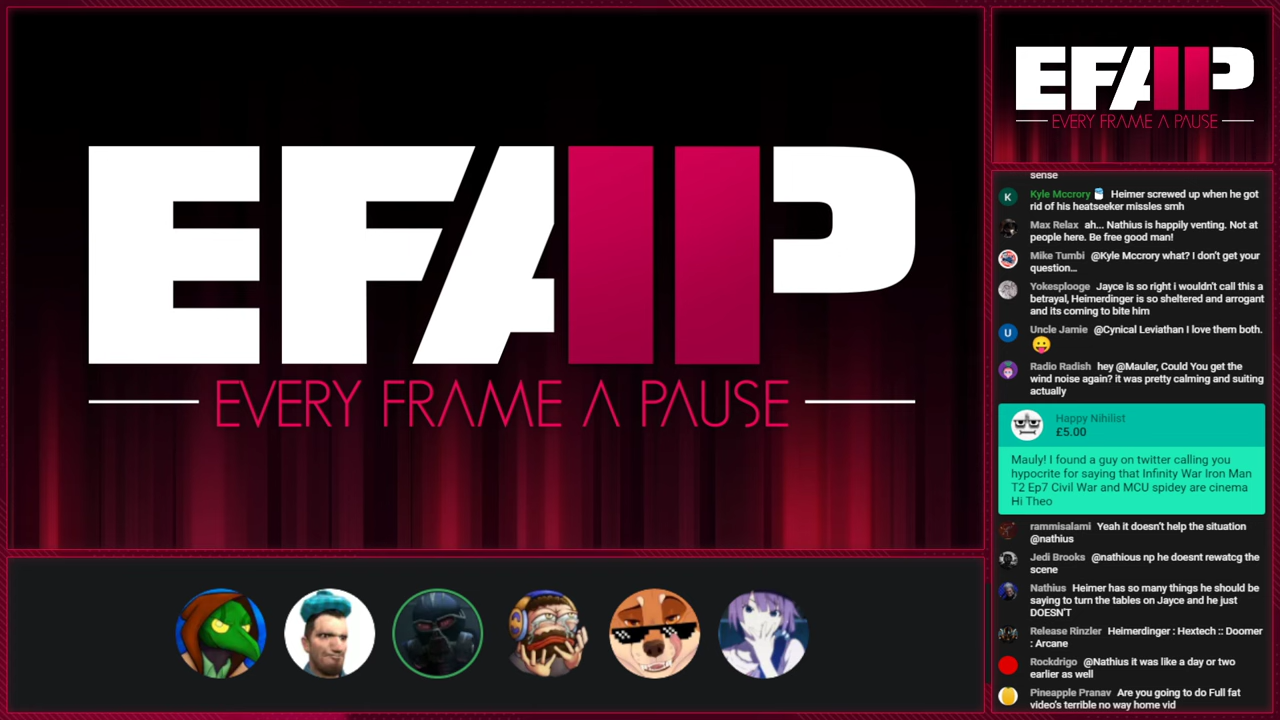 EFAP
EVERY FRAME A PAUSE
EFAP
EVERY FRAME A PAUSE
sense
K
Kyle Mccrory Heimer screwed up when he got
rid of his heatseeker missles smh
Max Relax ah... Nathius is happily venting. Not at
people here. Be free good man!
Mike Tumbi @Kyle Mccrory what? I don't get your
question...
Yokesplooge Jayce is so right i wouldn't call this a
betrayal, Heimerdinger is so sheltered and arrogant
and its coming to bite him
U
Uncle Jamie @Cynical Leviathan I love them both.
😛
Radio Radish hey @Mauler, Could You get the
wind noise again? it was pretty calming and suiting
actually
Happy Nihilist
£5.00
Mauly! I found a guy on twitter calling you
hypocrite for saying that Infinity War Iron Man
T2 Ep7 Civil War and MCU spidey are cinema
Hi Theo
rammisalami Yeah it doesn't help the situation
@nathius
Jedi Brooks @nathious np he doesnt rewatcg the
scene
Nathius Heimer has so many things he should be
saying to turn the tables on Jayce and he just
DOESN'T
Release Rinzler Heimerdinger : Hextech :: Doomer
: Arcane
Rockdrigo @Nathius it was like a day or two
earlier as well
Pineapple Pranav Are you going to do Full fat
video's terrible no way home vid